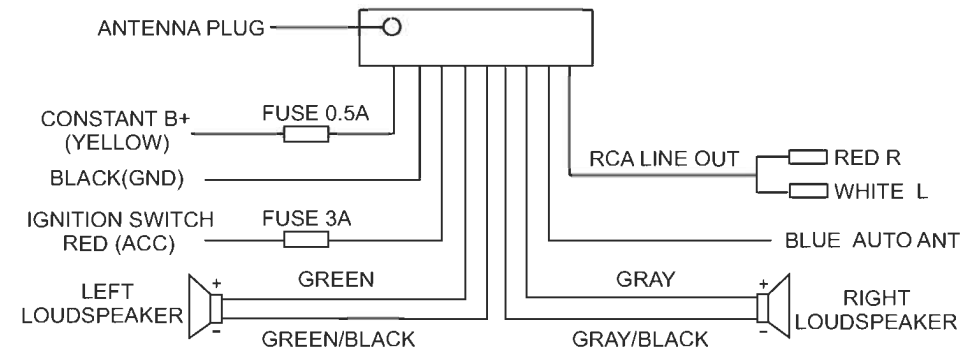 ANTENNA PLUG
CONSTANT B+
(YELLOW)
FUSE 0.5A
BLACK(GND)
IGNITION SWITCH
RED (ACC)
FUSE 3A
RCA LINE OUT
RED R
WHITE L
BLUE AUTO ANT
LEFT
LOUDSPEAKER
+
-
GREEN
GREEN/BLACK
GRAY
GRAY/BLACK
+
-
RIGHT
LOUDSPEAKER